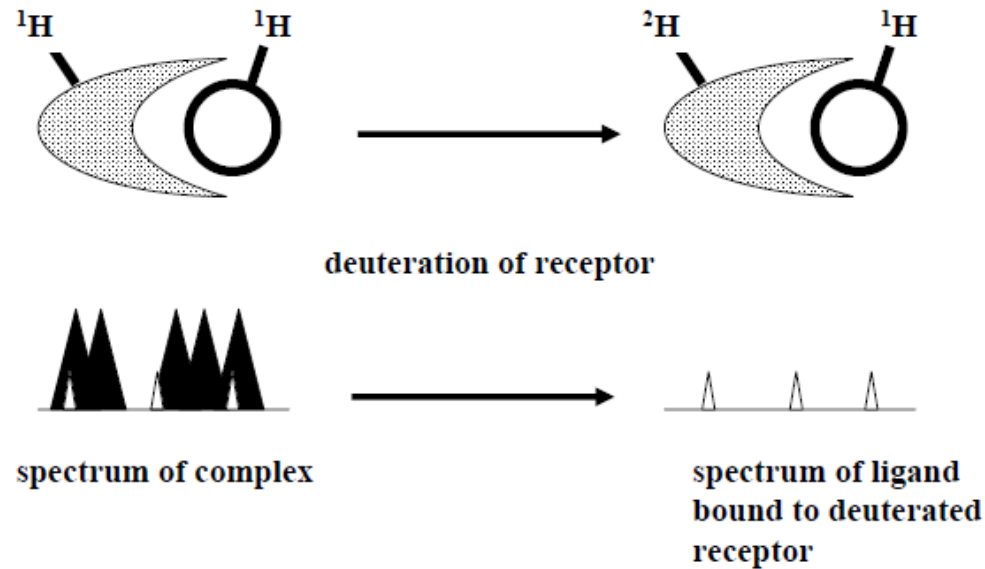 ¹H ¹H ²H ¹H
deuteration of receptor
spectrum of complex
spectrum of ligand
bound to deuterated
receptor